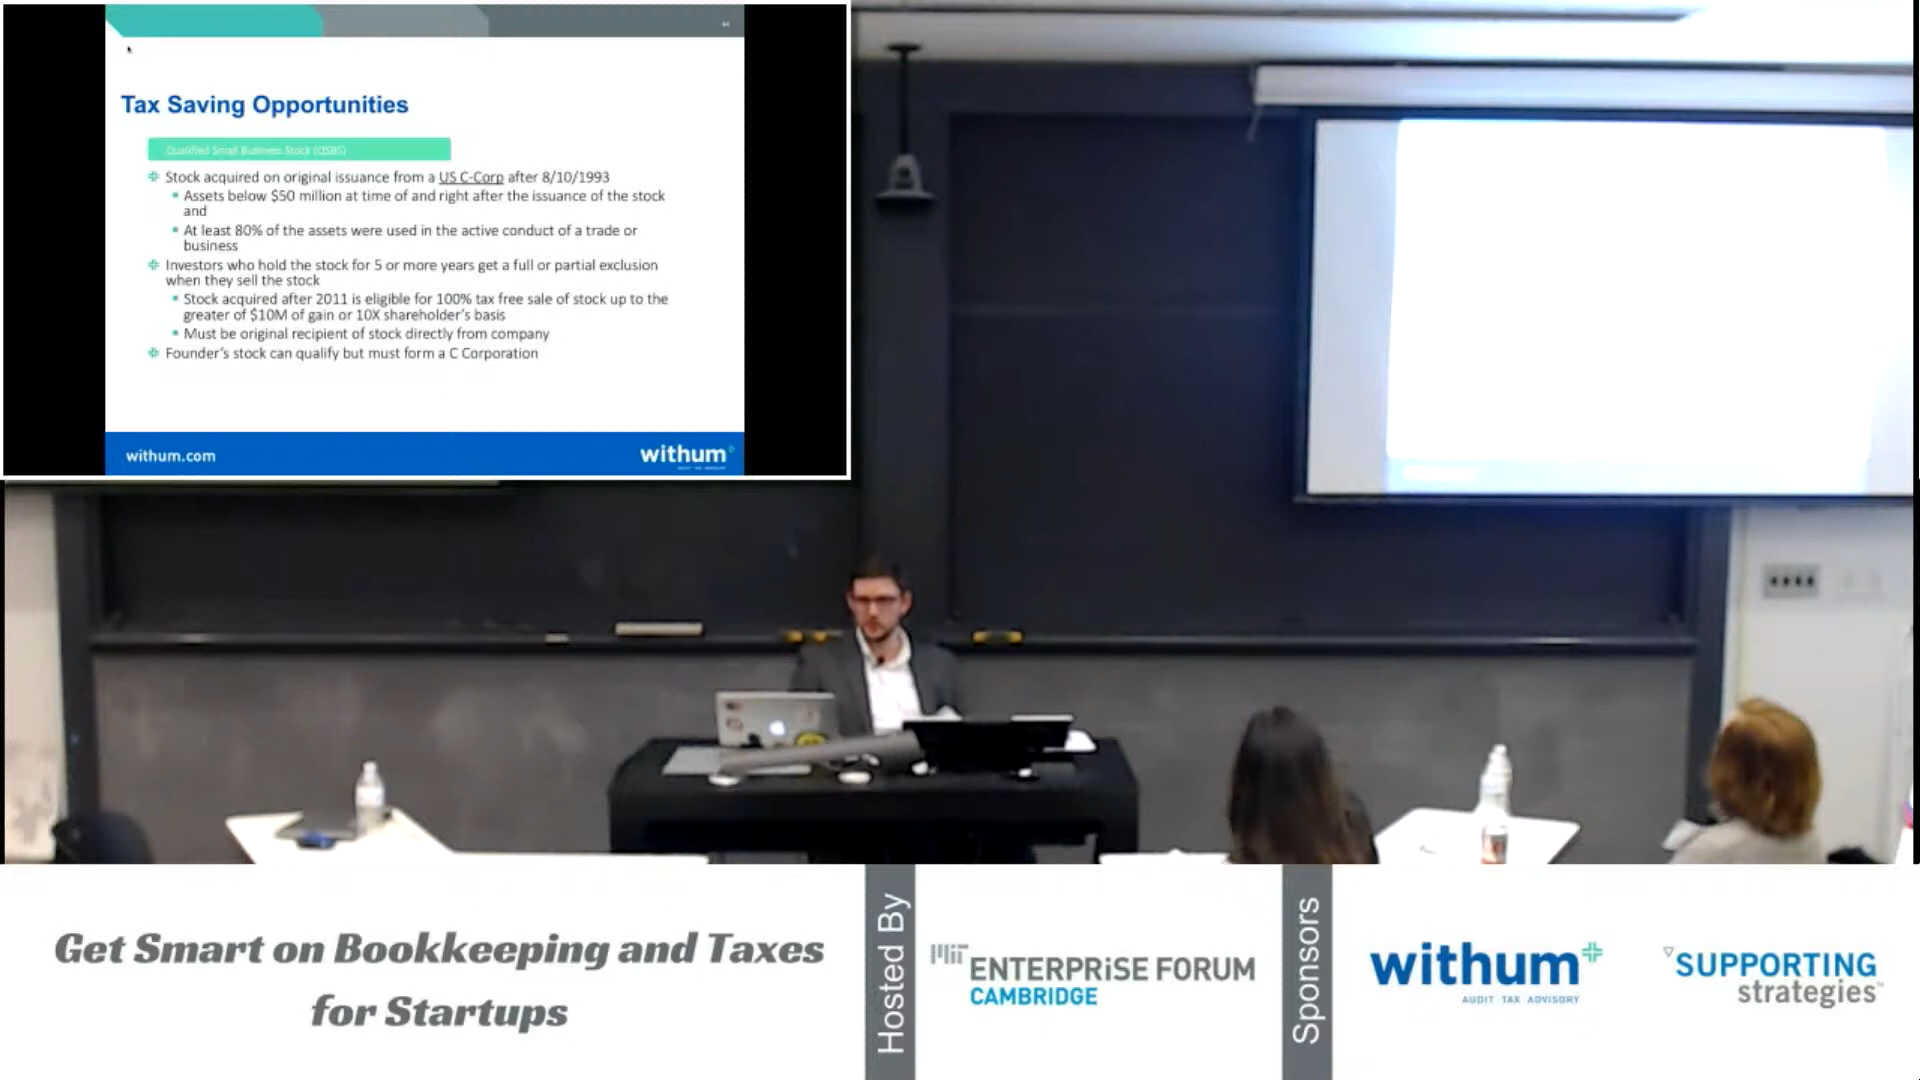 Tax Saving Opportunities
Qualified Small Business Stock (QSBS)
Stock acquired on original issuance from a US C-Corp after 8/10/1993
Assets below $50 million at time of and right after the issuance of the stock
and
At least 80% of the assets were used in the active conduct of a trade or
business
Investors who hold the stock for 5 or more years get a full or partial exclusion
when they sell the stock
Stock acquired after 2011 is eligible for 100% tax free sale of stock up to the
greater of $10M of gain or 10X shareholder's basis
Must be original recipient of stock directly from company
Founder's stock can qualify but must form a C Corporation
withum.com
withum
AUDIT TAX ADVISORY
Get Smart on Bookkeeping and Taxes
for Startups
Hosted By
MIT
ENTERPRiSE FORUM
CAMBRIDGE
Sponsors
withum
AUDIT TAX ADVISORY
SUPPORTING
strategies